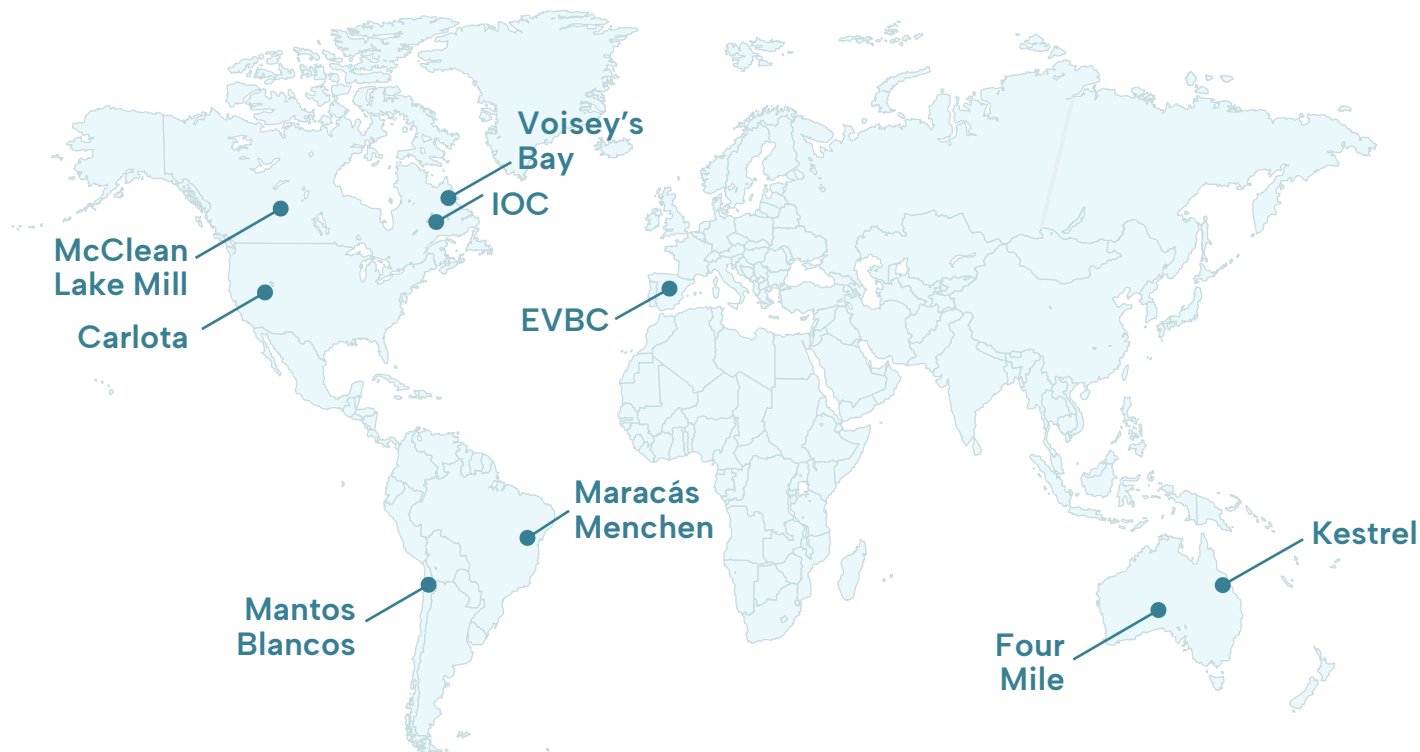 Voisey’s
Bay
IOC
McClean
Lake Mill
Carlota
EVBC
Maracás
Menchen
Kestrel
Mantos
Blancos
Four
Mile